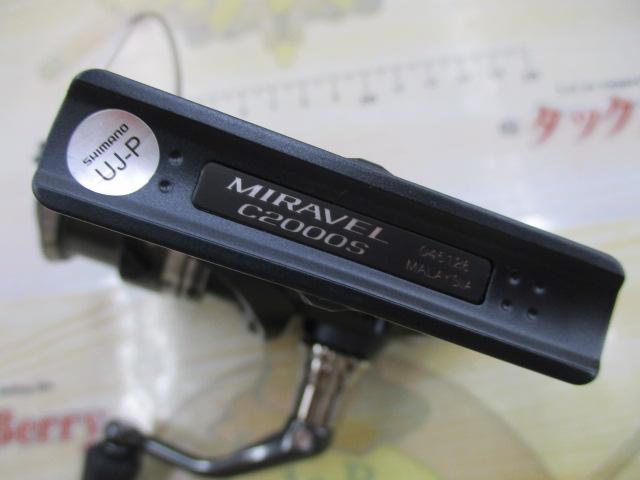 SHIMANO
UJ-P
MIRAVEL
C2000S
045126
MALAYSIA
タック
Berry